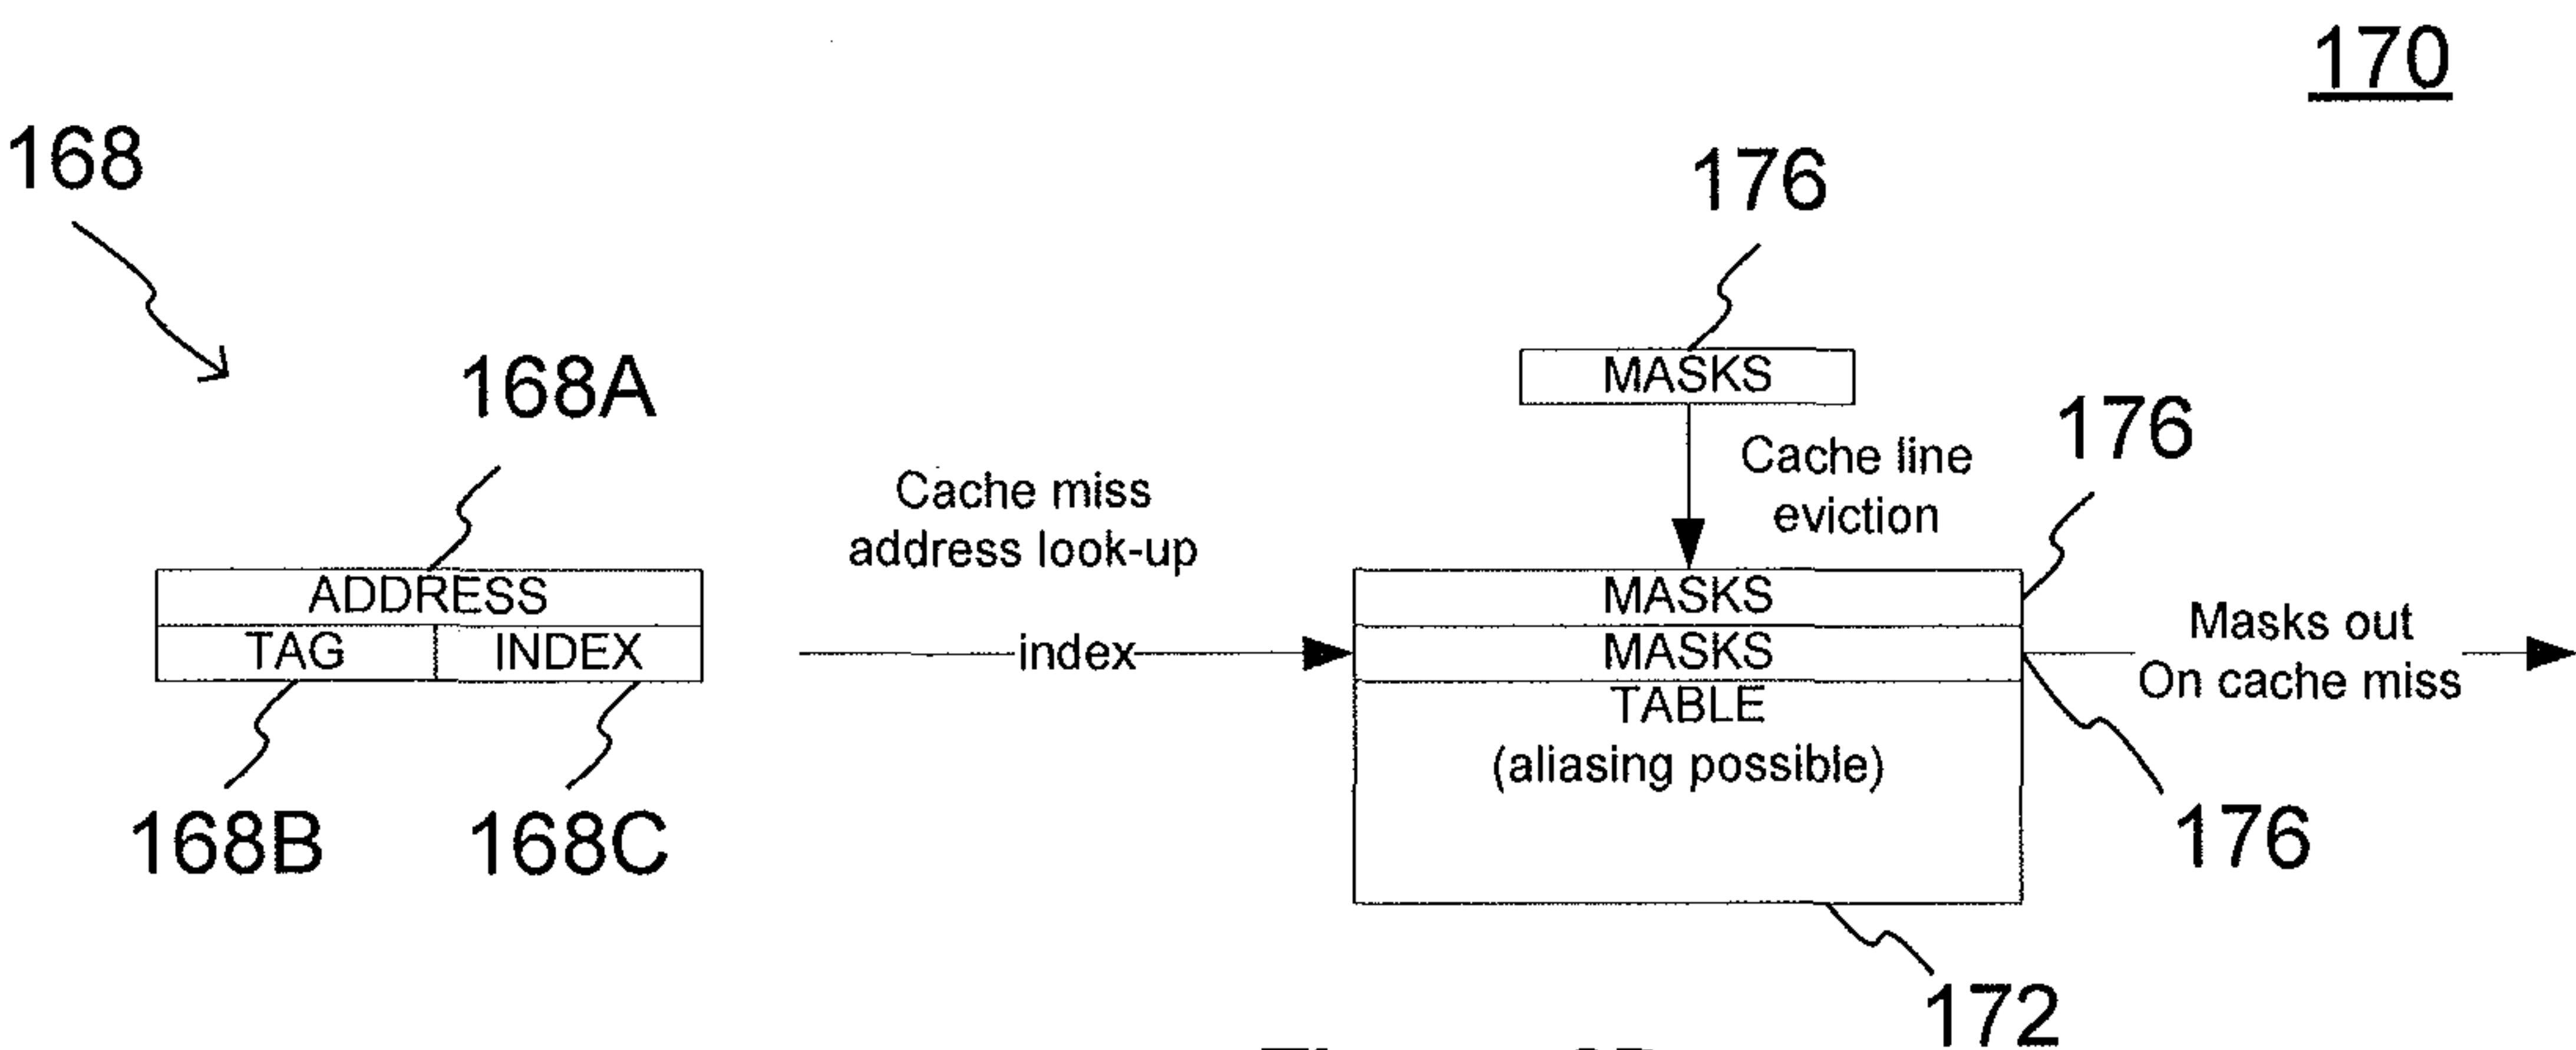 170
168
176
168A
MASKS
176
Cache line
eviction
Cache miss
address look-up
ADDRESS
MASKS
Masks out
TAG
INDEX
index
MASKS
On cache miss
TABLE
(aliasing possible)
168B
168C
176
172